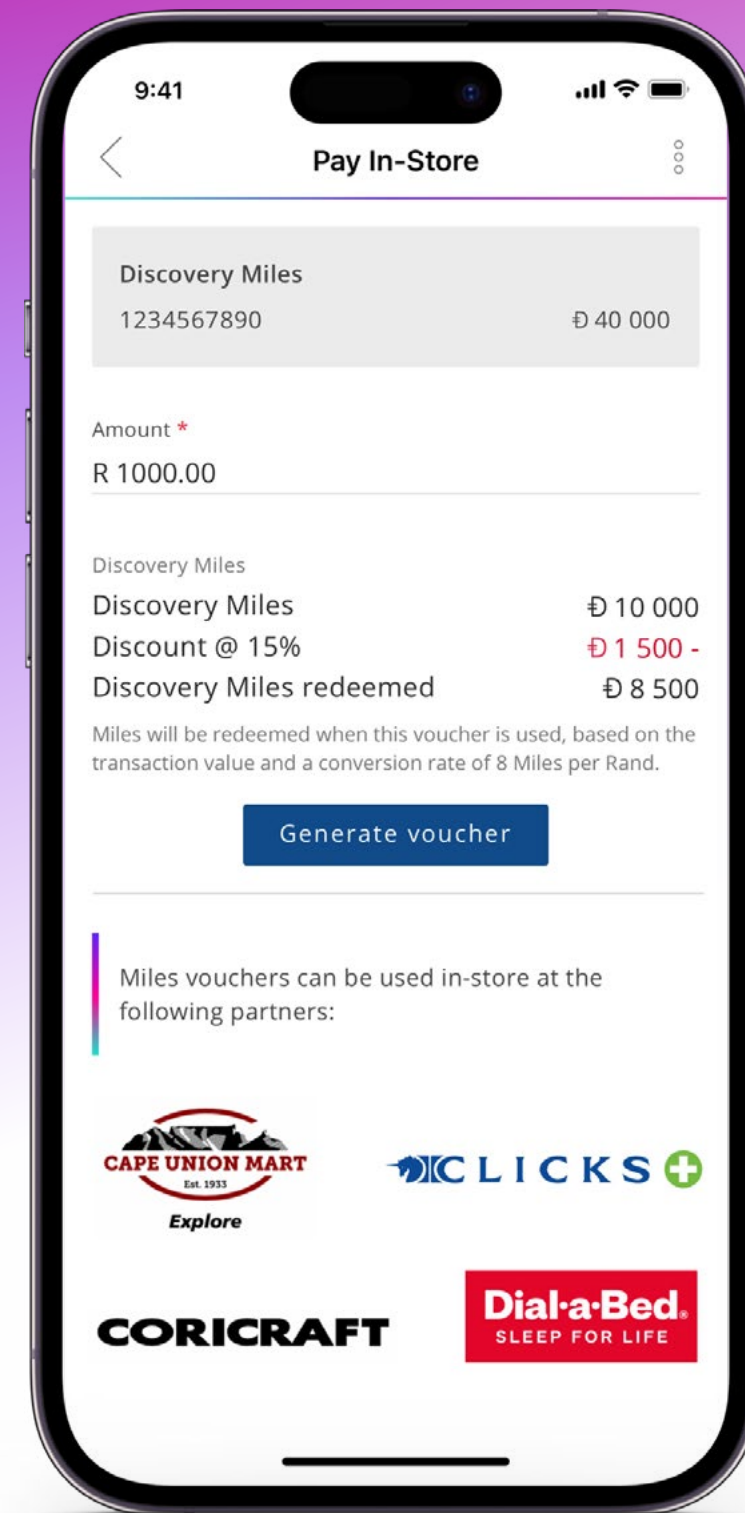 9:41
Pay In-Store
Discovery Miles
1234567890 Đ 40 000
Amount *
R 1000.00
Discovery Miles
Discovery Miles Đ 10 000
Discount @ 15% Đ 1 500 -
Discovery Miles redeemed Đ 8 500
Miles will be redeemed when this voucher is used, based on the
transaction value and a conversion rate of 8 Miles per Rand.
Generate voucher
Miles vouchers can be used in-store at the
following partners:
CAPE UNION MART
Est. 1933
Explore
CLICKS
CORICRAFT
Dial·a·Bed®
SLEEP FOR LIFE